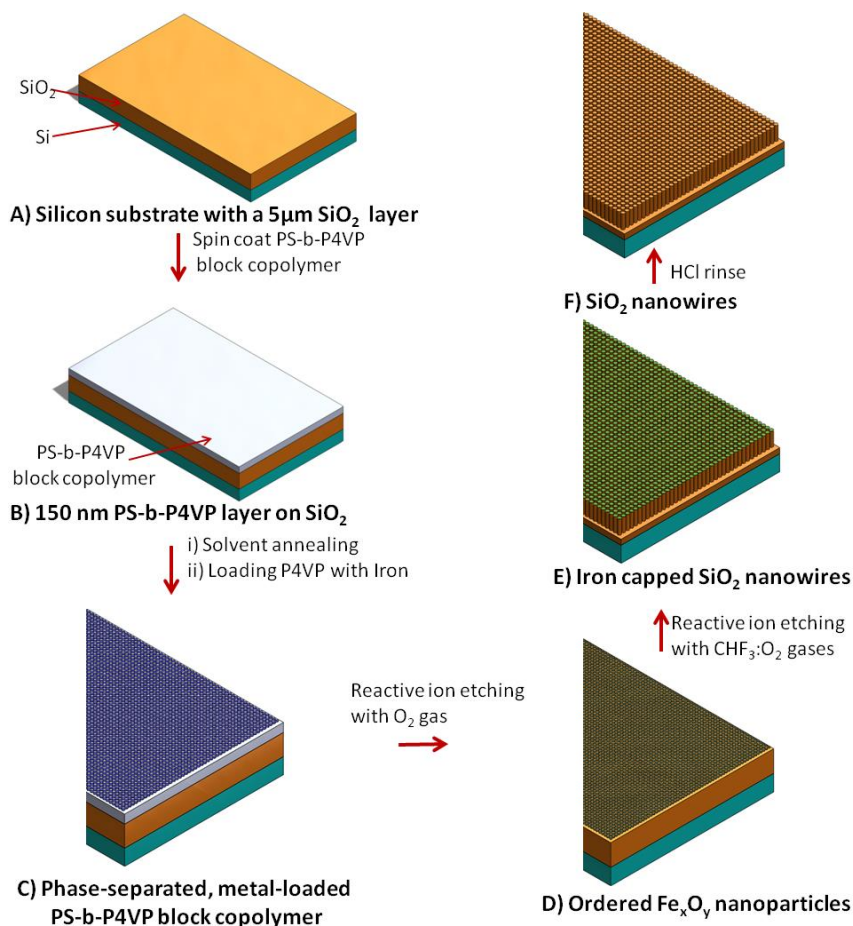 SiO₂
Si
A) Silicon substrate with a 5µm SiO₂ layer
Spin coat PS-b-P4VP
block copolymer
PS-b-P4VP
block copolymer
B) 150 nm PS-b-P4VP layer on SiO₂
i) Solvent annealing
ii) Loading P4VP with Iron
C) Phase-separated, metal-loaded
PS-b-P4VP block copolymer
Reactive ion etching
with O₂ gas
D) Ordered FeₓOᵧ nanoparticles
Reactive ion etching
with CHF₃:O₂ gases
E) Iron capped SiO₂ nanowires
HCl rinse
F) SiO₂ nanowires